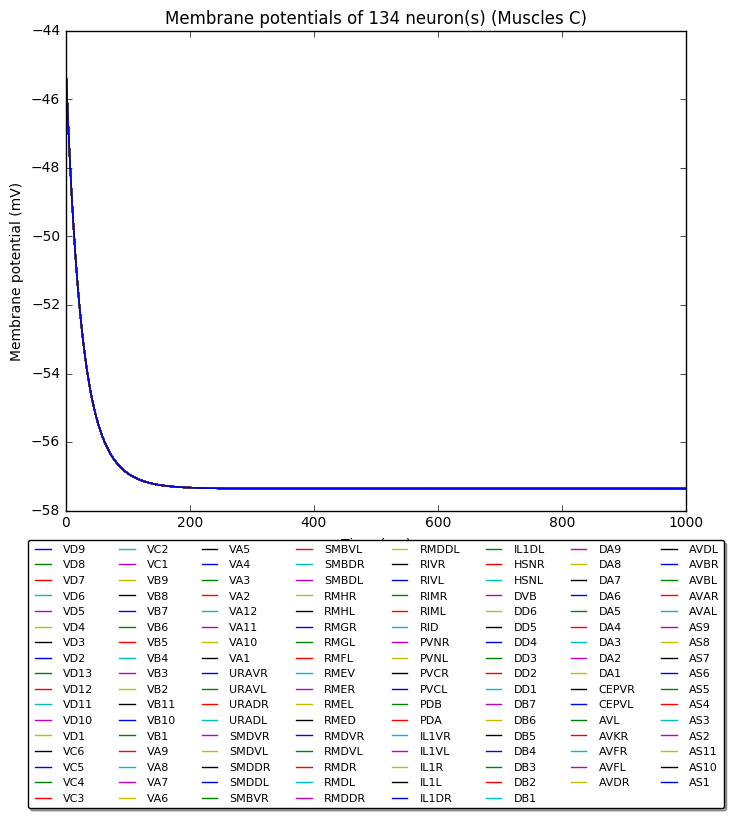 Membrane potentials of 134 neuron(s) (Muscles C)
Membrane potential (mV)
−44
−46
−48
−50
−52
−54
−56
−58
0 200 400 600 800 1000
VD9 VC2 VA5 SMBVL RMDDL IL1DL DA9 AVDL
VD8 VC1 VA4 SMBDR RIVR HSNR DA8 AVBR
VD7 VB9 VA3 SMBDL RIVL HSNL DA7 AVBL
VD6 VB8 VA2 RMHR RIMR DVB DA6 AVAR
VD5 VB7 VA12 RMHL RIML DD6 DA5 AVAL
VD4 VB6 VA11 RMGR RID DD5 DA4 AS9
VD3 VB5 VA10 RMGL PVNR DD4 DA3 AS8
VD2 VB4 VA1 RMFL PVNL DD3 DA2 AS7
VD13 VB3 URAVR RMEV PVCR DD2 DA1 AS6
VD12 VB2 URAVL RMER PVCL DD1 CEPVR AS5
VD11 VB11 URADR RMEL PDB DB7 CEPVL AS4
VD10 VB10 URADL RMED PDA DB6 AVL AS3
VD1 VB1 SMDVR RMDVR IL1VR DB5 AVKR AS2
VC6 VA9 SMDVL RMDVL IL1VL DB4 AVFR AS11
VC5 VA8 SMDDR RMDR IL1R DB3 AVFL AS10
VC4 VA7 SMDDL RMDL IL1L DB2 AVDR AS1
VC3 VA6 SMBVR RMDDR IL1DR DB1